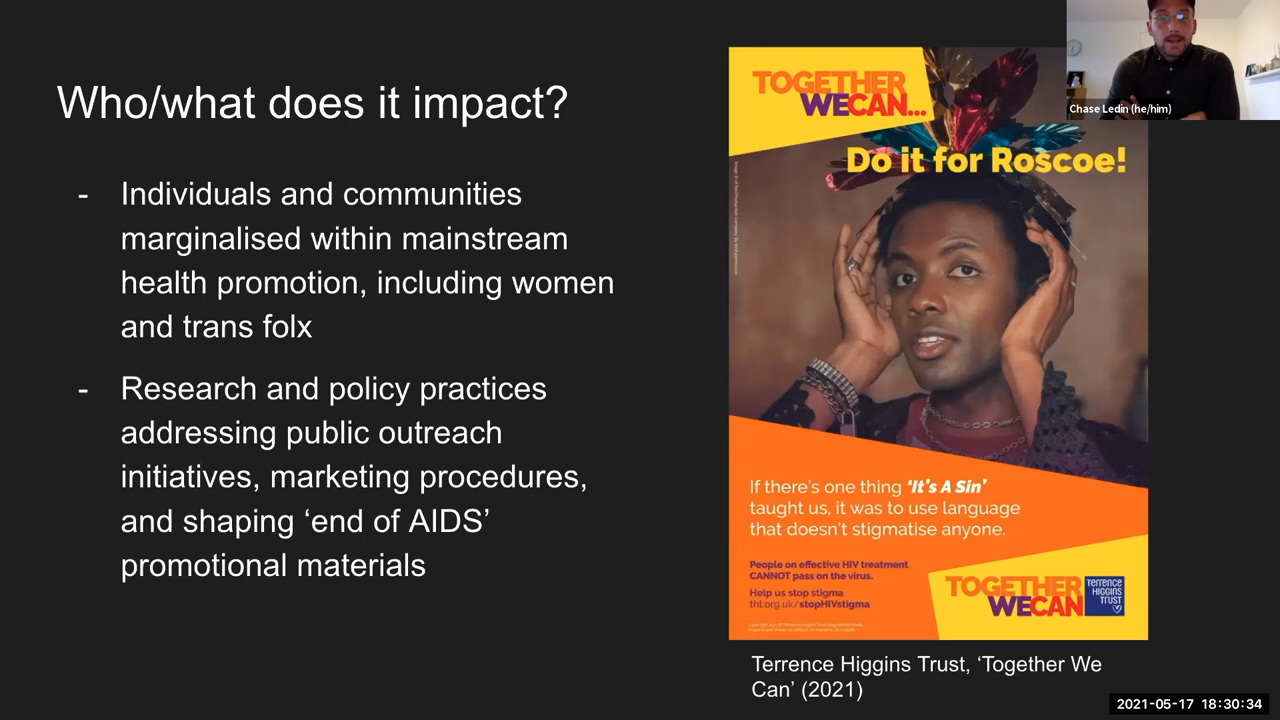 Who/what does it impact?
- Individuals and communities
marginalised within mainstream
health promotion, including women
and trans folx
- Research and policy practices
addressing public outreach
initiatives, marketing procedures,
and shaping ‘end of AIDS’
promotional materials
TOGETHER
WECAN...
Do it for Roscoe!
If there's one thing ‘It's A Sin’
taught us, it was to use language
that doesn't stigmatise anyone.
People on effective HIV treatment
CANNOT pass on the virus.
Help us stop stigma
tht.org.uk/stopHIVstigma
TOGETHER
WECAN
TERRENCE
HIGGINS
TRUST
Terrence Higgins Trust, ‘Together We
Can’ (2021)
Chase Ledin (he/him)
2021-05-17 18:30:34